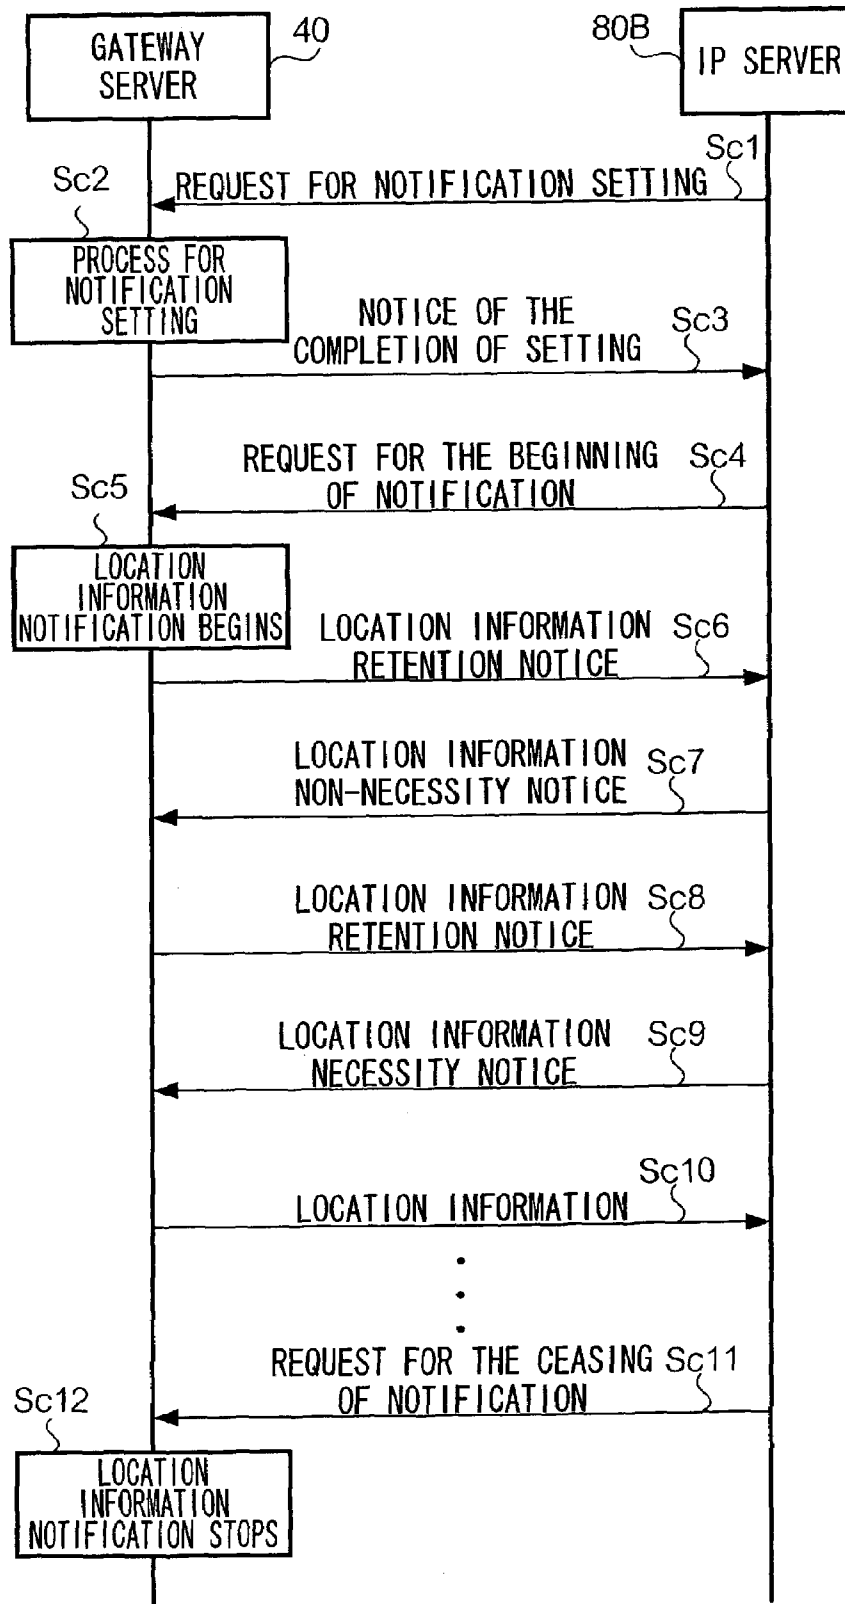 GATEWAY
SERVER
40
80B
IP SERVER
Sc1
REQUEST FOR NOTIFICATION SETTING
Sc2
PROCESS FOR
NOTIFICATION
SETTING
NOTICE OF THE
COMPLETION OF SETTING
Sc3
REQUEST FOR THE BEGINNING
OF NOTIFICATION
Sc4
Sc5
LOCATION
INFORMATION
NOTIFICATION BEGINS
LOCATION INFORMATION
RETENTION NOTICE
Sc6
LOCATION INFORMATION
NON-NECESSITY NOTICE
Sc7
LOCATION INFORMATION
RETENTION NOTICE
Sc8
LOCATION INFORMATION
NECESSITY NOTICE
Sc9
Sc10
LOCATION INFORMATION
REQUEST FOR THE CEASING
OF NOTIFICATION
Sc11
Sc12
LOCATION
INFORMATION
NOTIFICATION STOPS